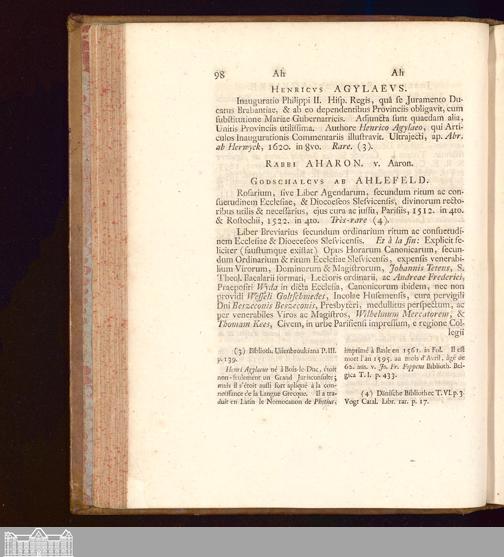 98 Ah Ah
HENRICVS AGYLAEVS.
Inauguratio Philippi II. Hisp. Regis, quâ se Juramento Du-
catus Brabantiae, & ab eo dependentibus Provinciis obligavit, cum
substitutione Mariae Gubernatricis. Adjuncta sunt quaedam alia,
Unitis Provinciis utilissima. Authore Henrico Agylaeo, qui Arti-
culos Inaugurationis Commentariis illustravit. Ultrajecti, ap. Abr.
ab Herwyck, 1620. in 8vo. Rare. (3).
RABBI AHARON. v. Aaron.
GODSCHALCVS AB AHLEFELD.
Rosarium, sive Liber Agendarum, secundum ritum ac con-
suetudinem Ecclesiae, & Diocoeseos Slesvicensis, divinorum recto-
ribus utilis & necessarius, ejus cura ac jussu, Parisiis, 1512. in 4to.
& Rostochii, 1522. in 4to. Tres-rare (4).
Liber Breviarius secundum ordinarium ritum ac consuetudi-
nem Ecclesiae & Dioeceseos Slesvicensis. Et à la fin: Explicit fe-
liciter (faustumque existat) Opus Horarum Canonicarum, secun-
dum Ordinarium & ritum Ecclesiae Slesvicensis, expensis venerabi-
lium Virorum, Dominorum & Magistrorum, Johannis Tetens, S.
Theol. Bacalarii formati, Lectoris ordinarii, ac Andreae Frederici,
Praepositi Wyda in dicta Ecclesia, Canonicorum ibidem, nec non
providi Wesseli Goltschmedes, Incolae Husemensis, cura pervigili
Dni Berzeconis Beszeconis, Presbyteri, medullitus perspectum, ac
per venerabiles Viros ac Magistros, Wilhelmum Mercatorem, &
Thomam Kees, Civem, in urbe Parisiensi impressum, e regione Col-
legii
(3) Biblioth. Uilenbroukiana P. III.
p. 139.
Henri Agylaeus né à Bois-le-Duc, étoit
non-seulement un Grand Jurisconsulte;
mais il s'étoit aussi fort apliqué à la con-
noissance de la Langue Grecque. Il a tra-
duit en Latin le Nomocanon de Photius,
imprimé à Basle en 1561. in Fol. Il est
mort l'an 1595. au mois d'Avril, âgé de
62. ans. v. Jo. Fr. Foppens Biblioth. Bel-
gica T. I. p. 433.
(4) Dänische Bibliothec T. VI. p. 3.
Vogt Catal. Libr. rar. p. 17.